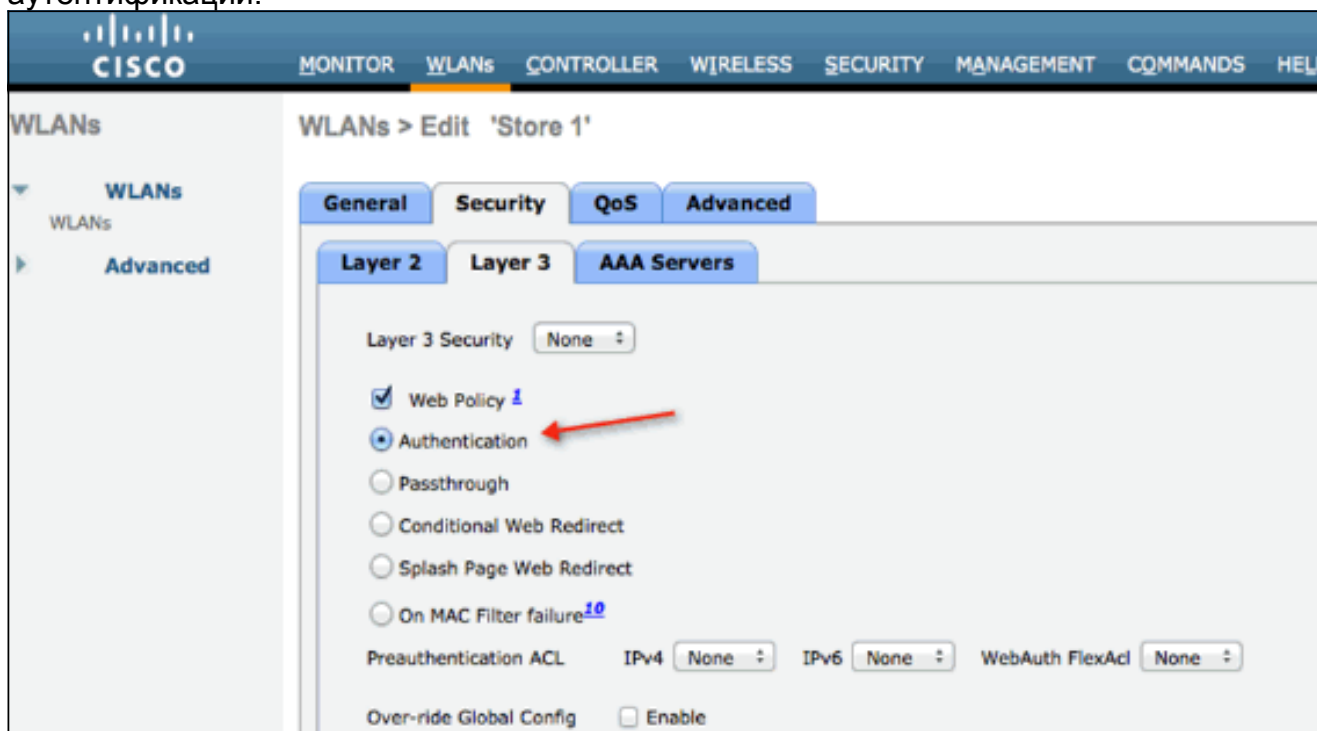 CISCO
MONITOR WLANs CONTROLLER WIRELESS SECURITY MANAGEMENT COMMANDS
WLANs
WLANs > Edit 'Store 1'
WLANs
WLANs
Advanced
General Security QoS Advanced
Layer 2 Layer 3 AAA Servers
Layer 3 Security None
Web Policy 1
Authentication
Passthrough
Conditional Web Redirect
Splash Page Web Redirect
On MAC Filter failure10
Preauthentication ACL IPv4 None IPv6 None WebAuth FlexAcl None
Over-ride Global Config Enable